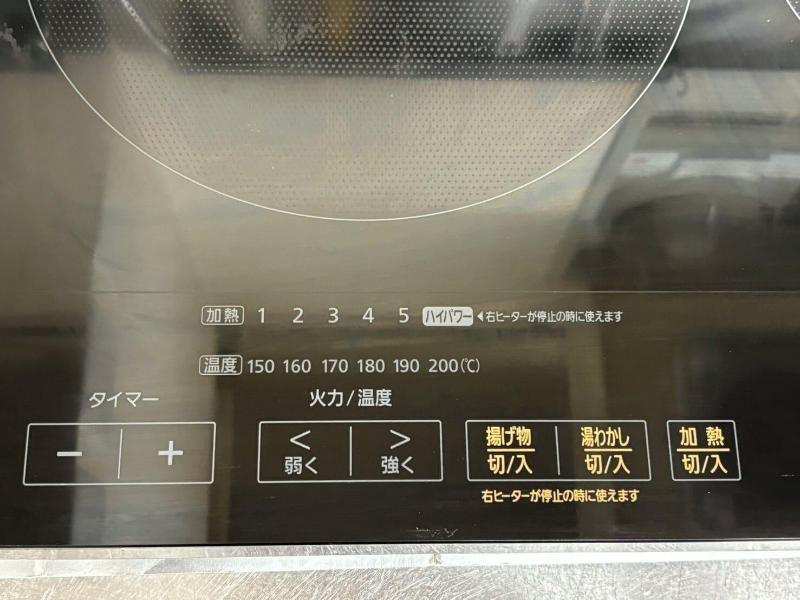 加熱 1 2 3 4 5 ハイパワー ◀右ヒーターが停止の時に使えます
温度 150 160 170 180 190 200(℃)
タイマー 火力/温度
− + < > 揚げ物 湯わかし 加熱
弱く 強く 切/入 切/入 切/入
右ヒーターが停止の時に使えます